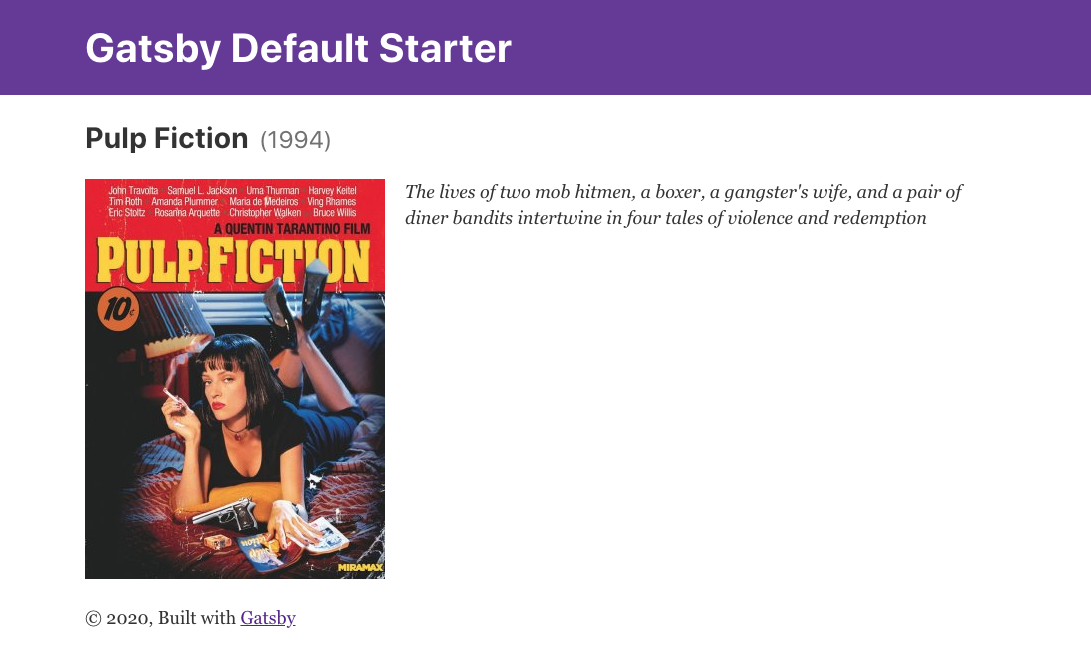 Gatsby Default Starter
Pulp Fiction (1994)
John Travolta Samuel L. Jackson Uma Thurman Harvey Keitel
Tim Roth Amanda Plummer Maria de Medeiros Ving Rhames
Eric Stoltz Rosanna Arquette Christopher Walken Bruce Willis
A QUENTIN TARANTINO FILM
PULP FICTION
10¢
MIRAMAX
The lives of two mob hitmen, a boxer, a gangster's wife, and a pair of
diner bandits intertwine in four tales of violence and redemption
© 2020, Built with Gatsby